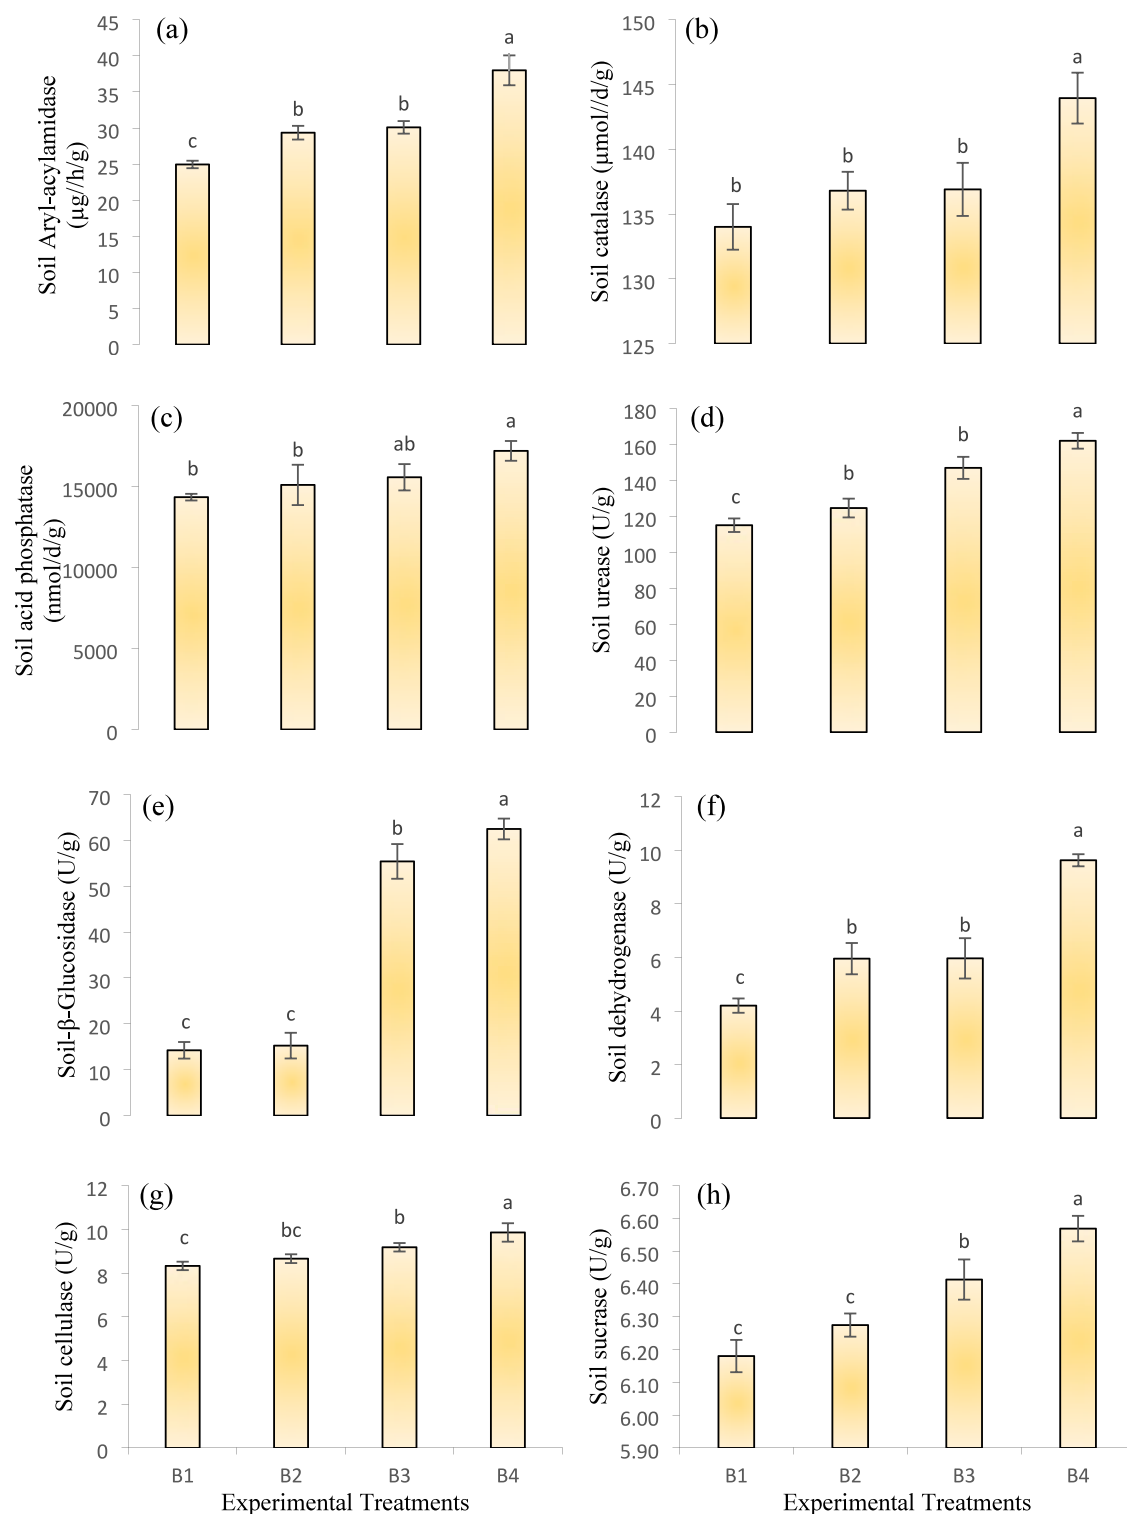 (a)
45
40
35
30
25
20
15
10
5
0
Soil Aryl-acylamidase
(μg//h/g)
c
b
b
a
(b)
150
145
140
135
130
125
Soil catalase (μmol//d/g)
b
b
b
a
(c)
20000
15000
10000
5000
0
Soil acid phosphatase
(nmol/d/g)
b
b
ab
a
(d)
180
160
140
120
100
80
60
40
20
0
Soil urease (U/g)
c
b
b
a
(e)
70
60
50
40
30
20
10
0
Soil-β-Glucosidase (U/g)
c
c
b
a
(f)
12
10
8
6
4
2
0
Soil dehydrogenase (U/g)
c
b
b
a
(g)
12
10
8
6
4
2
0
Soil cellulase (U/g)
c
bc
b
a
B1 B2 B3 B4
Experimental Treatments
(h)
6.70
6.60
6.50
6.40
6.30
6.20
6.10
6.00
5.90
Soil sucrase (U/g)
c
c
b
a
B1 B2 B3 B4
Experimental Treatments